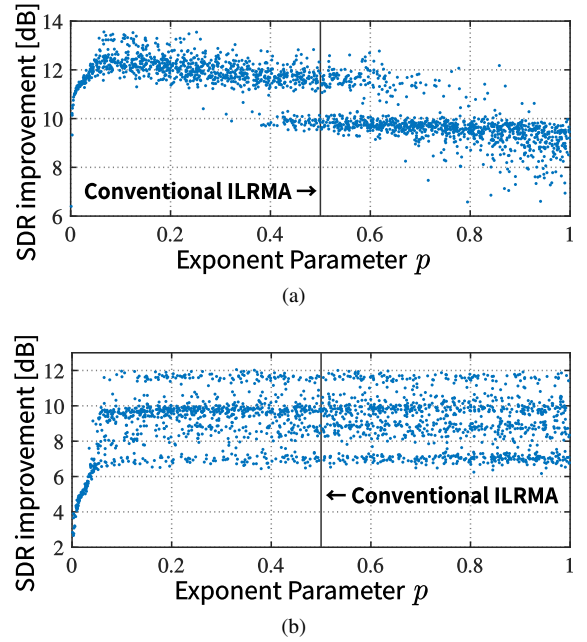 SDR improvement [dB]
14
12
10
8
6
Conventional ILRMA →
0
0.2
0.4
0.6
0.8
1
Exponent Parameter p
(a)
SDR improvement [dB]
12
10
8
6
4
2
← Conventional ILRMA
0
0.2
0.4
0.6
0.8
1
Exponent Parameter p
(b)